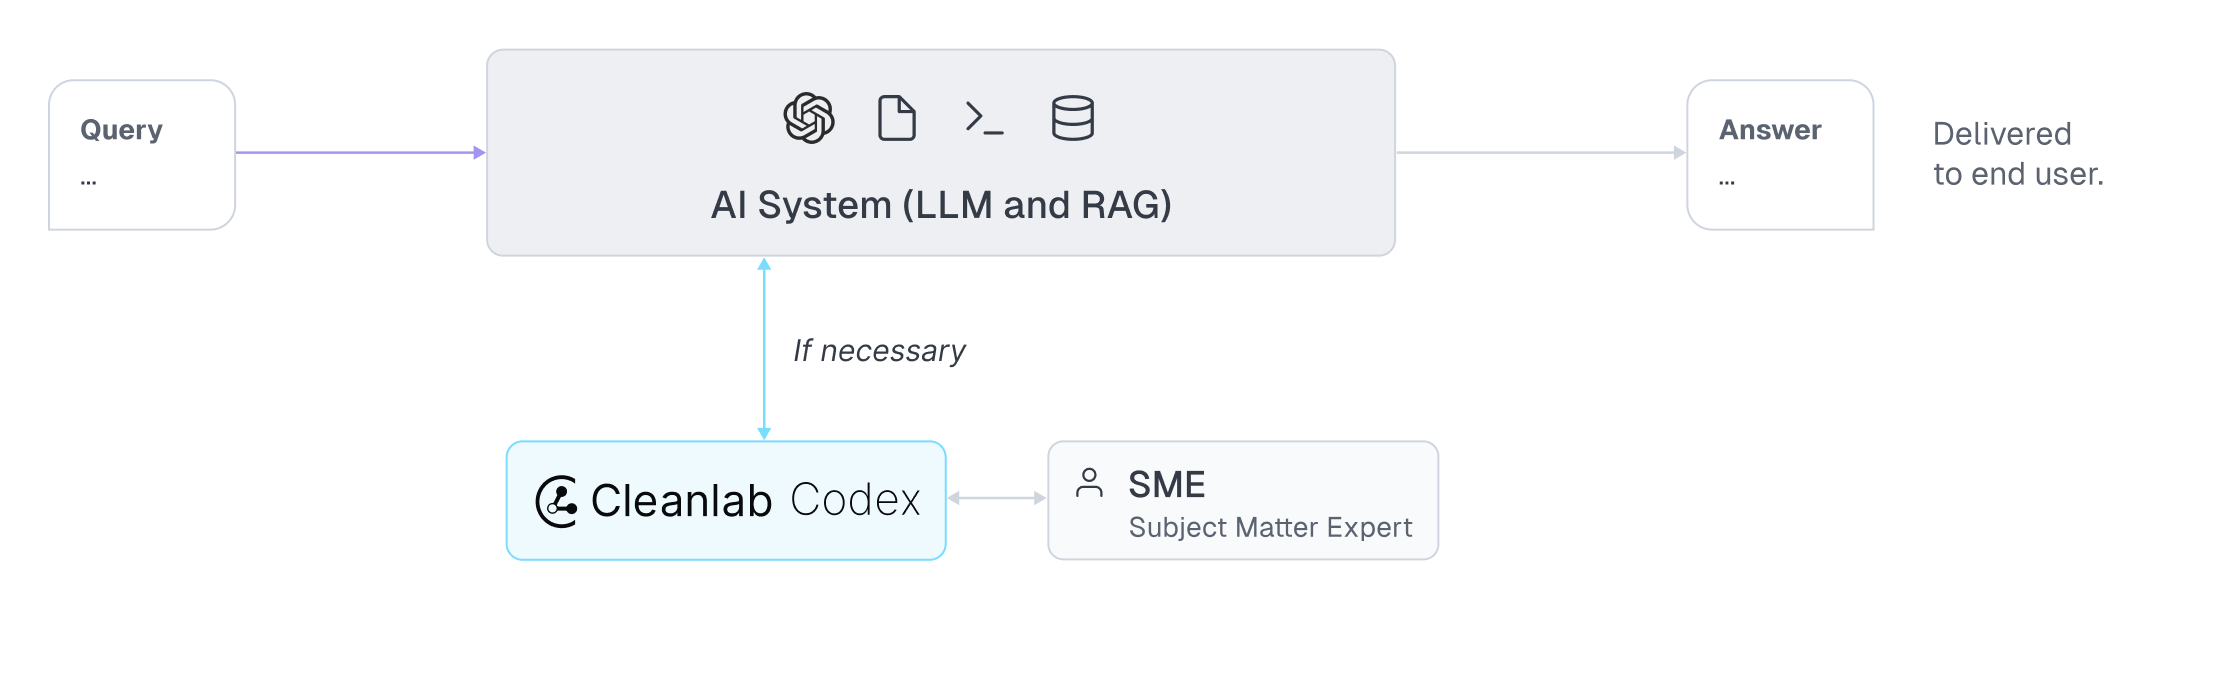 Query
...
AI System (LLM and RAG)
Answer
...
Delivered
to end user.
If necessary
Cleanlab Codex
SME
Subject Matter Expert